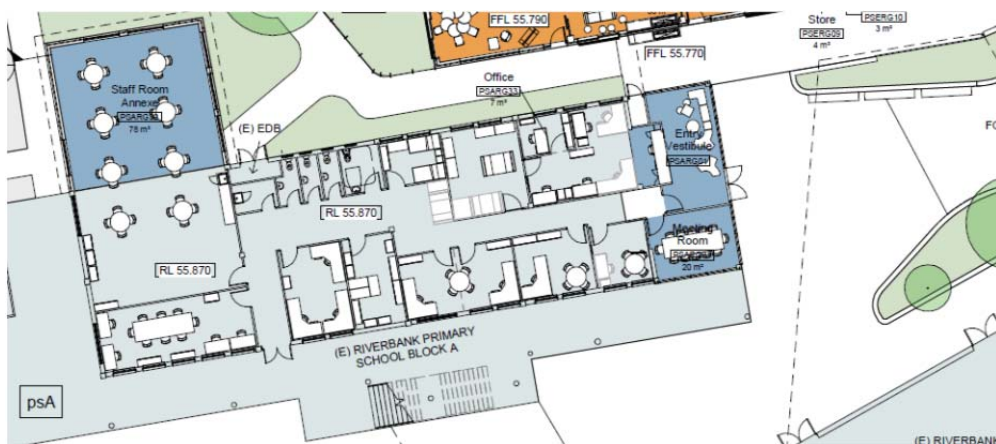 FFL 55.790
Store
PSERG09
4 m²
PSERG10
3 m²
FFL 55.770
Office
PSARG33
7 m²
Staff Room
Annexe
78 m²
(E) EDB
Entry
Vestibule
PSARG01
RL 55.870
Meeting
Room
20 m²
RL 55.870
(E) RIVERBANK PRIMARY
SCHOOL BLOCK A
psA
FO
(E) RIVERBANK